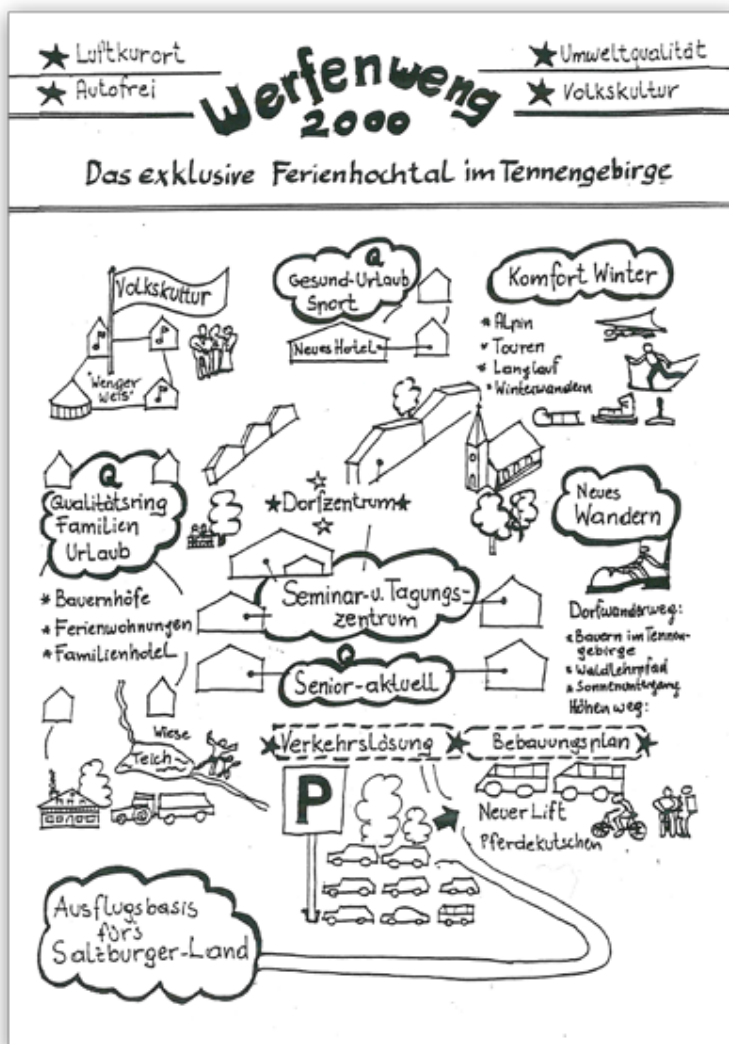 ★ Luftkurort
★ Autofrei
Werfenweng
2000
★ Umweltqualität
★ Volkskultur
Das exklusive Ferienhochtal im Tennengebirge
Volkskultur
"Wenger
Weis"
Q
Gesund-Urlaub
Sport
Neues Hotel
Komfort Winter
* Alpin
* Touren
* Langlauf
* Winterwandern
Q
Qualitätsring
Familien
Urlaub
* Bauernhöfe
* Ferienwohnungen
* Familienhotel
★ Dorfzentrum ★
Seminar-u. Tagungs-
zentrum
Q
Senior-aktuell
Neues
Wandern
Dorfwanderweg:
* Bauern im Tennen-
gebirge
* Waldlehrpfad
* Sonnenuntergang
Höhenweg:
Wiese
Teich
★ Verkehrslösung ★ Bebauungsplan ★
P
Neuer Lift
Pferdekutschen
Ausflugsbasis
für's
Salzburger-Land